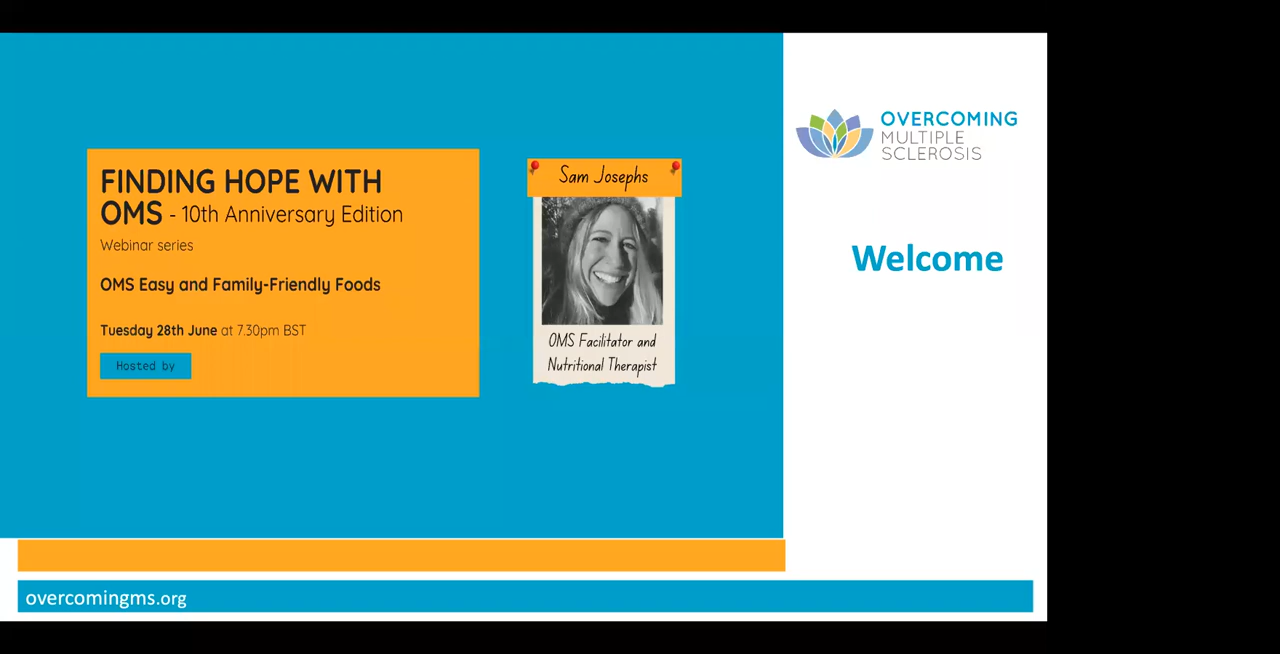 FINDING HOPE WITH
OMS - 10th Anniversary Edition
Webinar series
OMS Easy and Family-Friendly Foods
Tuesday 28th June at 7.30pm BST
Hosted by
Sam Josephs
OMS Facilitator and
Nutritional Therapist
OVERCOMING
MULTIPLE
SCLEROSIS
Welcome
overcomingms.org